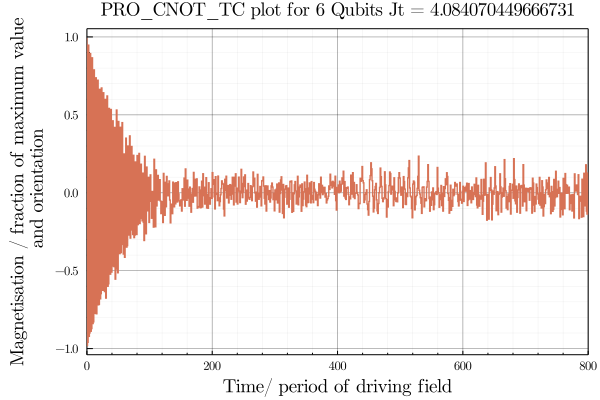 PRO_CNOT_TC plot for 6 Qubits Jt = 4.084070449666731
Magnetisation / fraction of maximum value
and orientation
1.0
0.5
0.0
−0.5
−1.0
0 200 400 600 800
Time/ period of driving field